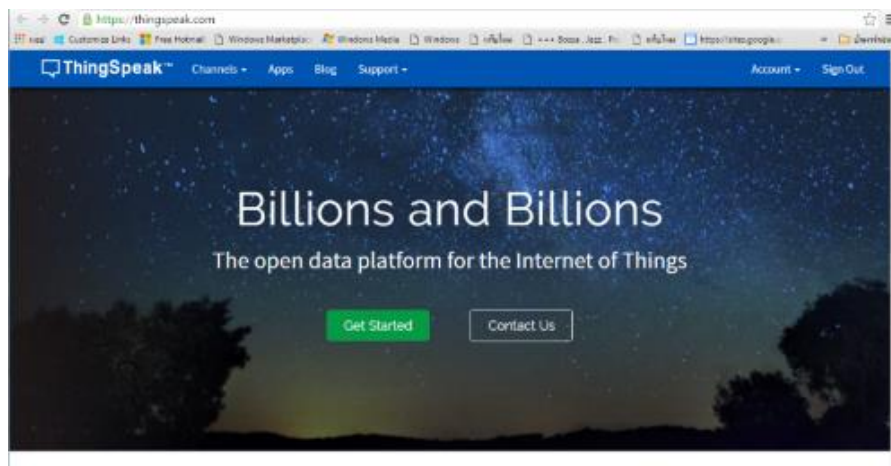 https://thingspeak.com
Customize Links Free Hotmail Windows Marketplac Windows Media Windows
ThingSpeak™ Channels Apps Blog Support Account Sign Out
Billions and Billions
The open data platform for the Internet of Things
Get Started Contact Us